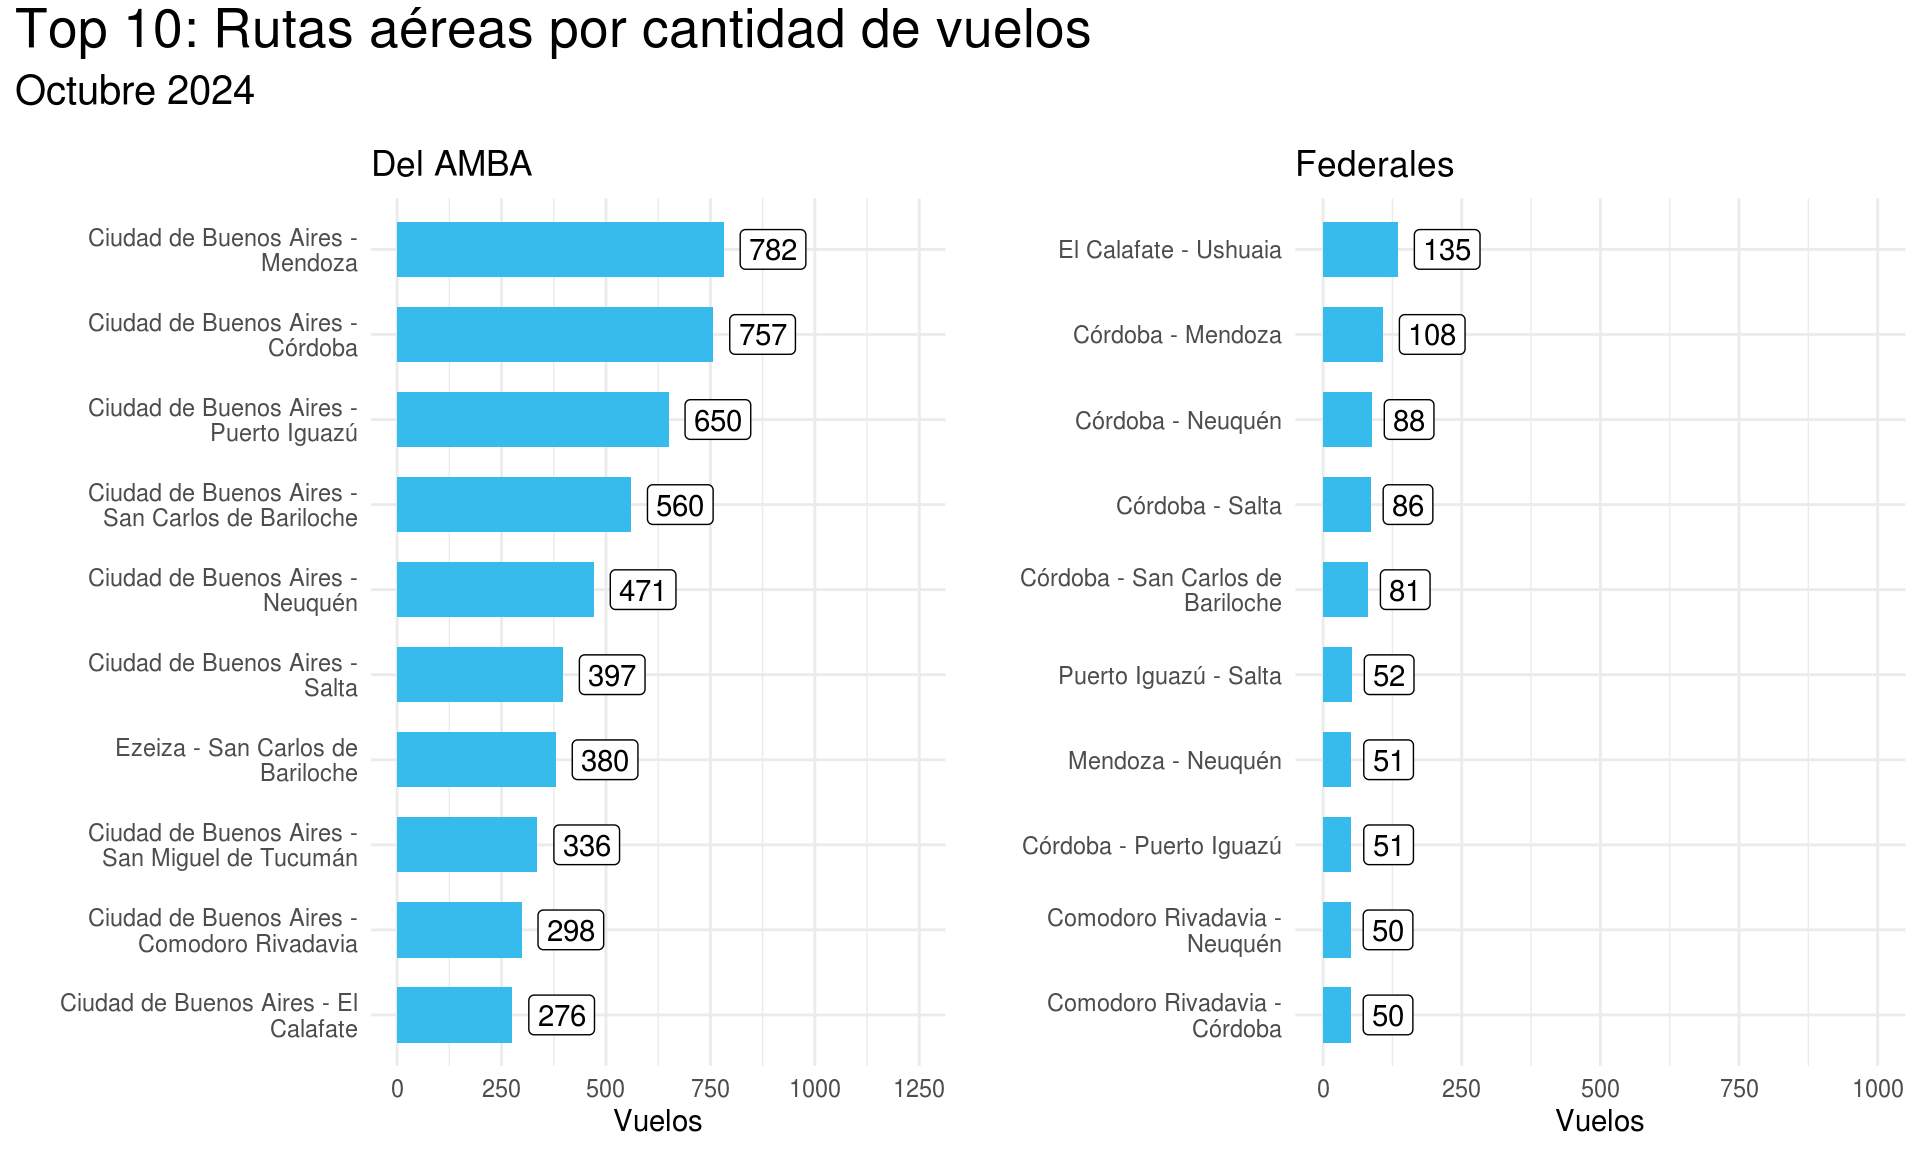 Top 10: Rutas aéreas por cantidad de vuelos
Octubre 2024
Del AMBA
Ciudad de Buenos Aires -
Mendoza
782
Ciudad de Buenos Aires -
Córdoba
757
Ciudad de Buenos Aires -
Puerto Iguazú
650
Ciudad de Buenos Aires -
San Carlos de Bariloche
560
Ciudad de Buenos Aires -
Neuquén
471
Ciudad de Buenos Aires -
Salta
397
Ezeiza - San Carlos de
Bariloche
380
Ciudad de Buenos Aires -
San Miguel de Tucumán
336
Ciudad de Buenos Aires -
Comodoro Rivadavia
298
Ciudad de Buenos Aires - El
Calafate
276
0 250 500 750 1000 1250
Vuelos
Federales
El Calafate - Ushuaia
135
Córdoba - Mendoza
108
Córdoba - Neuquén
88
Córdoba - Salta
86
Córdoba - San Carlos de
Bariloche
81
Puerto Iguazú - Salta
52
Mendoza - Neuquén
51
Córdoba - Puerto Iguazú
51
Comodoro Rivadavia -
Neuquén
50
Comodoro Rivadavia -
Córdoba
50
0 250 500 750 1000
Vuelos